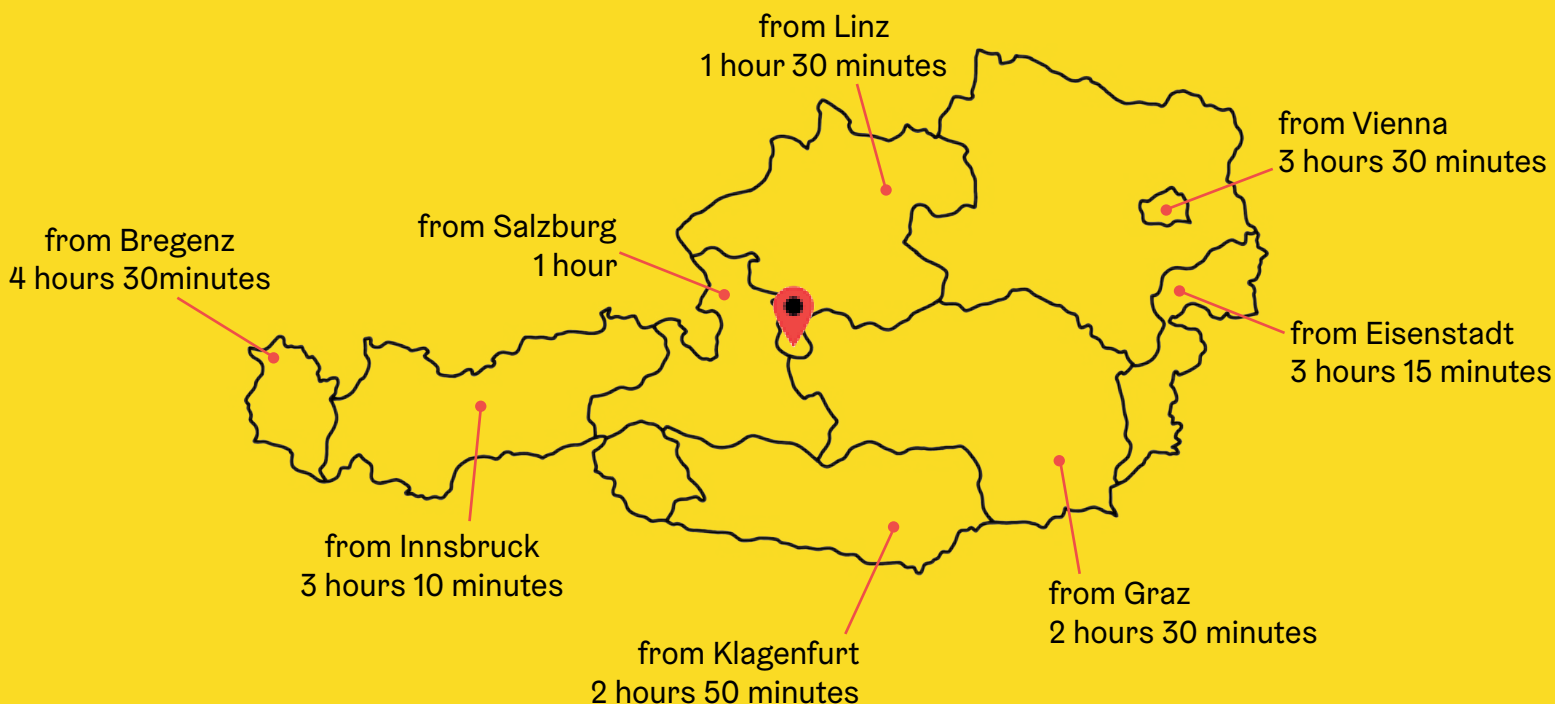 from Linz
1 hour 30 minutes
from Vienna
3 hours 30 minutes
from Salzburg
1 hour
from Bregenz
4 hours 30minutes
from Eisenstadt
3 hours 15 minutes
from Innsbruck
3 hours 10 minutes
from Graz
2 hours 30 minutes
from Klagenfurt
2 hours 50 minutes